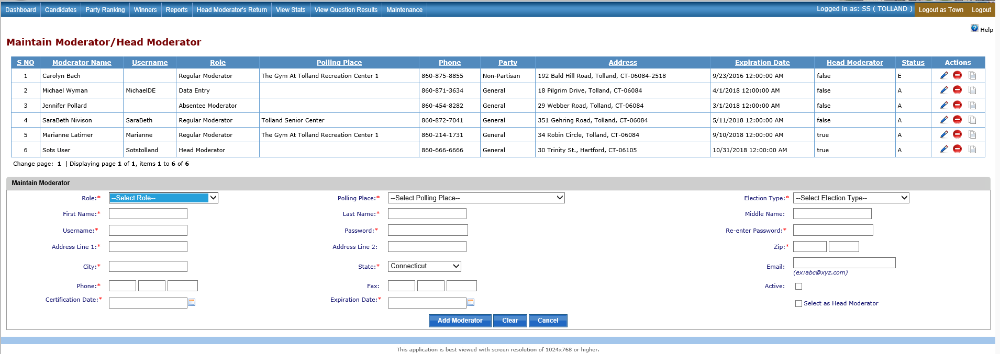 Dashboard Candidates Party Ranking Winners Reports Head Moderator's Return View Stats View Question Results Maintenance Logged in as: SS ( TOLLAND ) Logout as Town Logout
Help
Maintain Moderator/Head Moderator
S NO Moderator Name Username Role Polling Place Phone Party Address Expiration Date Head Moderator Status Actions
1 Carolyn Bach Regular Moderator The Gym At Tolland Recreation Center 1 860-875-8855 Non-Partisan 192 Bald Hill Road, Tolland, CT-06084-2518 9/23/2016 12:00:00 AM false E
2 Michael Wyman MichaelDE Data Entry 860-871-3634 General 18 Pilgrim Drive, Tolland, CT-06084 4/1/2018 12:00:00 AM false A
3 Jennifer Pollard Absentee Moderator 860-454-8282 General 29 Webber Road, Tolland, CT-06084 3/1/2018 12:00:00 AM false A
4 SaraBeth Nivison SaraBeth Regular Moderator Tolland Senior Center 860-872-7041 General 351 Gehring Road, Tolland, CT-06084 5/11/2018 12:00:00 AM false A
5 Marianne Latimer Marianne Regular Moderator The Gym At Tolland Recreation Center 1 860-214-1731 General 34 Robin Circle, Tolland, CT-06084 9/10/2018 12:00:00 AM true A
6 Sots User Sotstolland Head Moderator 860-666-6666 General 30 Trinity St., Hartford, CT-06105 10/31/2018 12:00:00 AM true A
Change page: 1 | Displaying page 1 of 1, items 1 to 6 of 6
Maintain Moderator
Role:* --Select Role-- Polling Place:* --Select Polling Place-- Election Type:* --Select Election Type--
First Name:* Last Name:* Middle Name:
Username:* Password:* Re-enter Password:*
Address Line 1:* Address Line 2: Zip:*
City:* State:* Connecticut Email:
(ex:abc@xyz.com)
Phone:* Fax: Active:
Certification Date:* Expiration Date:* Select as Head Moderator
Add Moderator Clear Cancel
This application is best viewed with screen resolution of 1024x768 or higher.